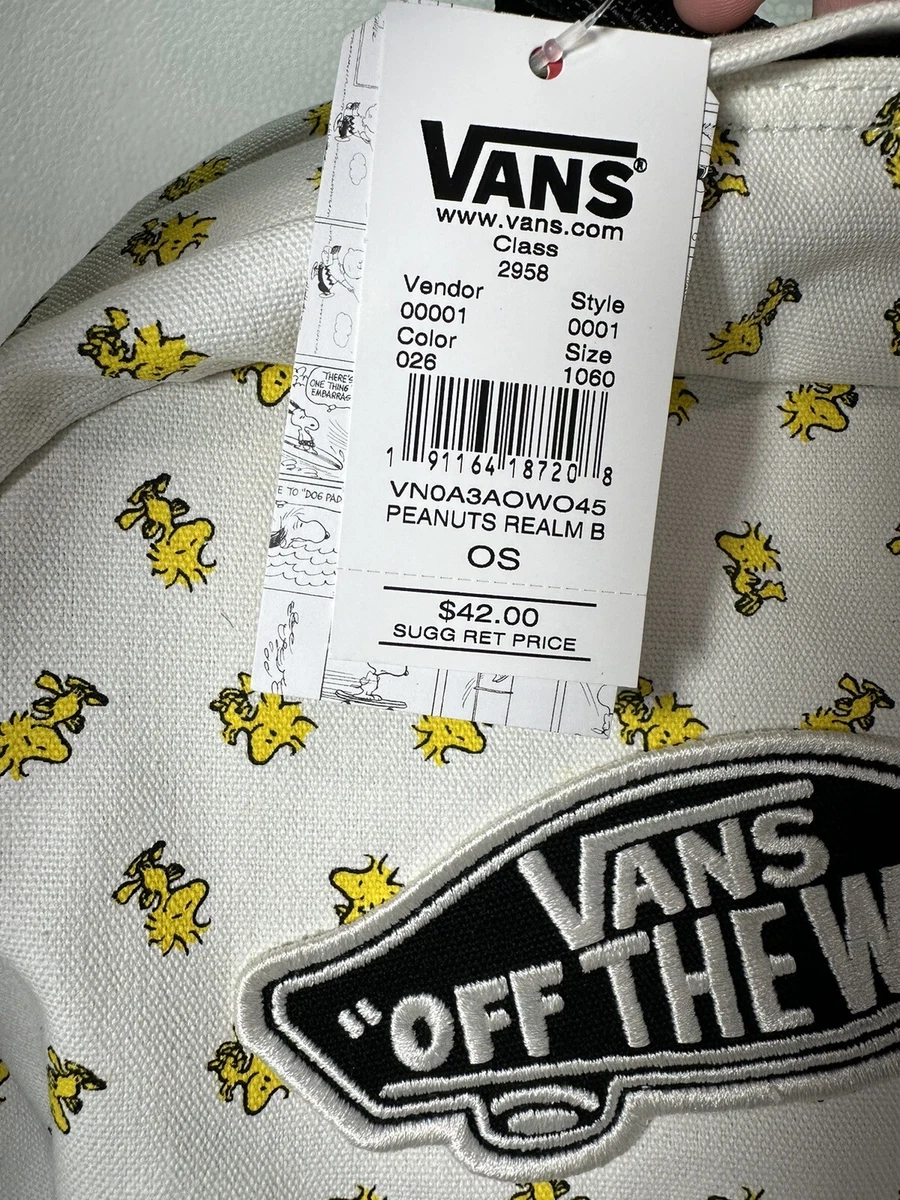 VANS®
www.vans.com
Class
2958
Vendor
00001
Style
0001
Color
026
Size
1060
1 91164 18720 8
VN0A3AOWO45
PEANUTS REALM B
OS
$42.00
SUGG RET PRICE
THERE'S
ONE THING
EMBARRAS
E TO "DOG PAD
VANS
"OFF THE W